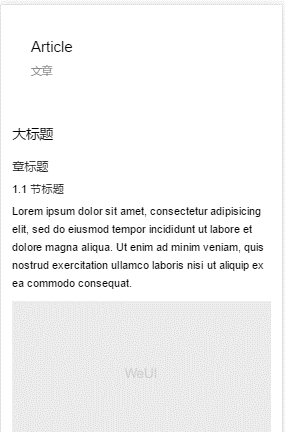 Article
文章
大标题
章标题
1.1 节标题
Lorem ipsum dolor sit amet, consectetur adipisicing
elit, sed do eiusmod tempor incididunt ut labore et
dolore magna aliqua. Ut enim ad minim veniam, quis
nostrud exercitation ullamco laboris nisi ut aliquip ex
ea commodo consequat.
WeUI